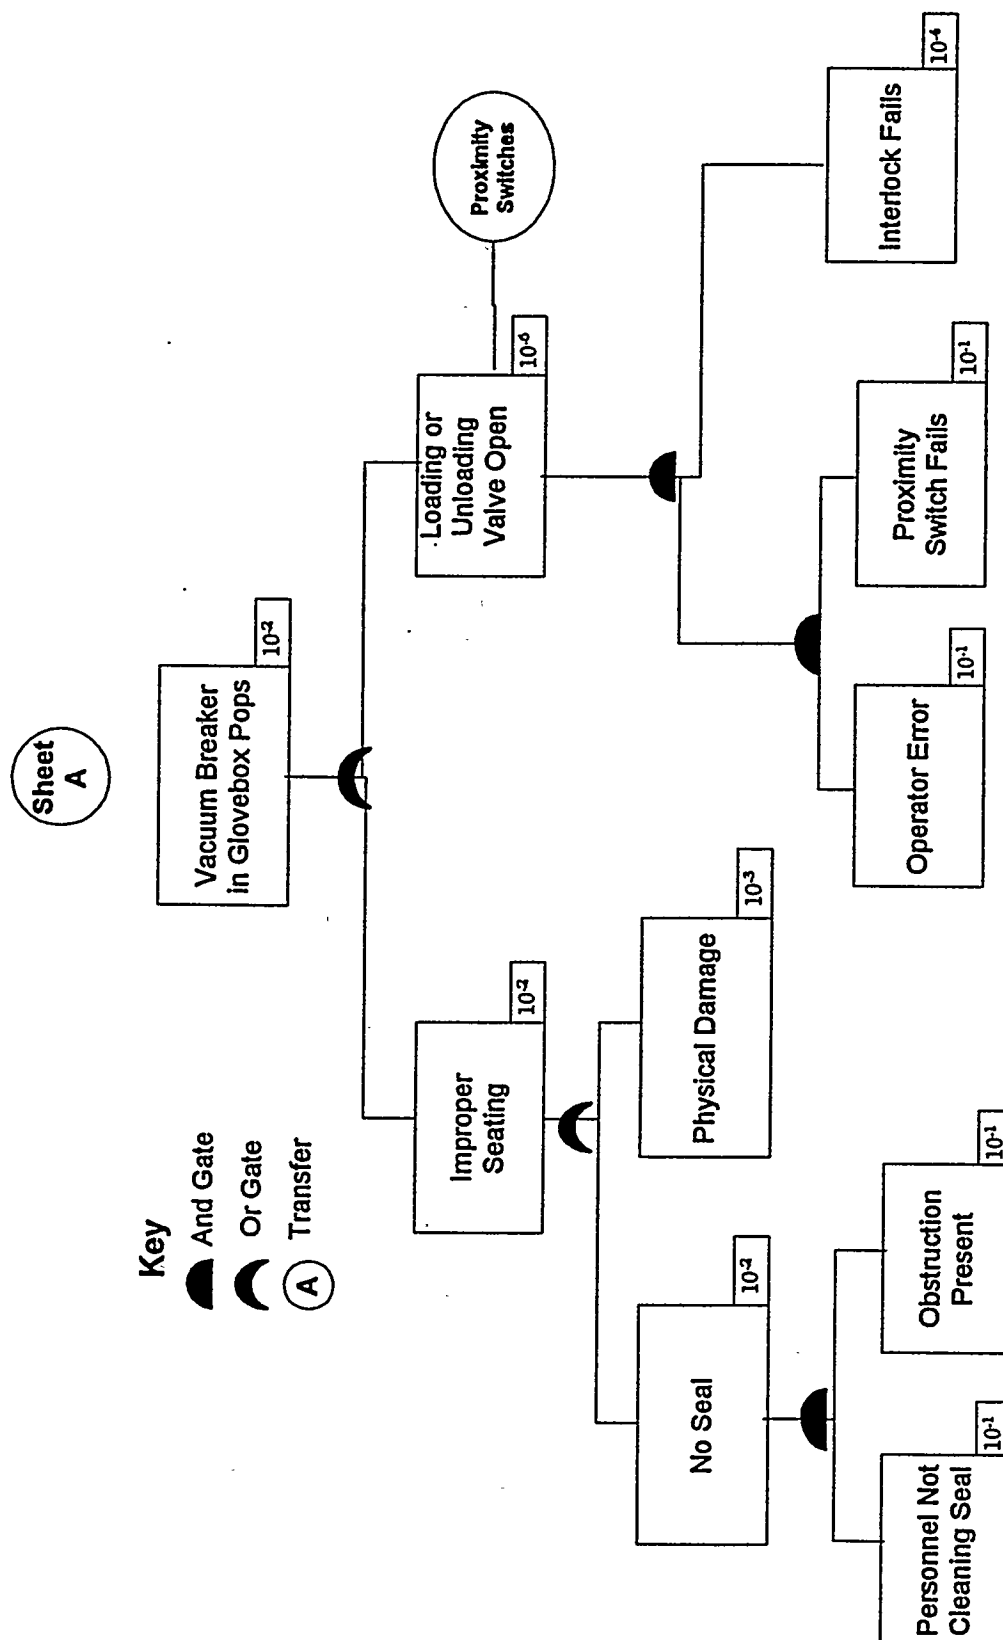 Sheet
A
Vacuum Breaker
in Glovebox Pops
10-2
Key
And Gate
Or Gate
A
Transfer
Improper
Seating
10-2
Loading or
Unloading
Valve Open
10-6
Proximity
Switches
No Seal
10-2
Physical Damage
10-3
Personnel Not
Cleaning Seal
10-1
Obstruction
Present
10-1
Operator Error
10-1
Proximity
Switch Fails
10-1
Interlock Fails
10-4